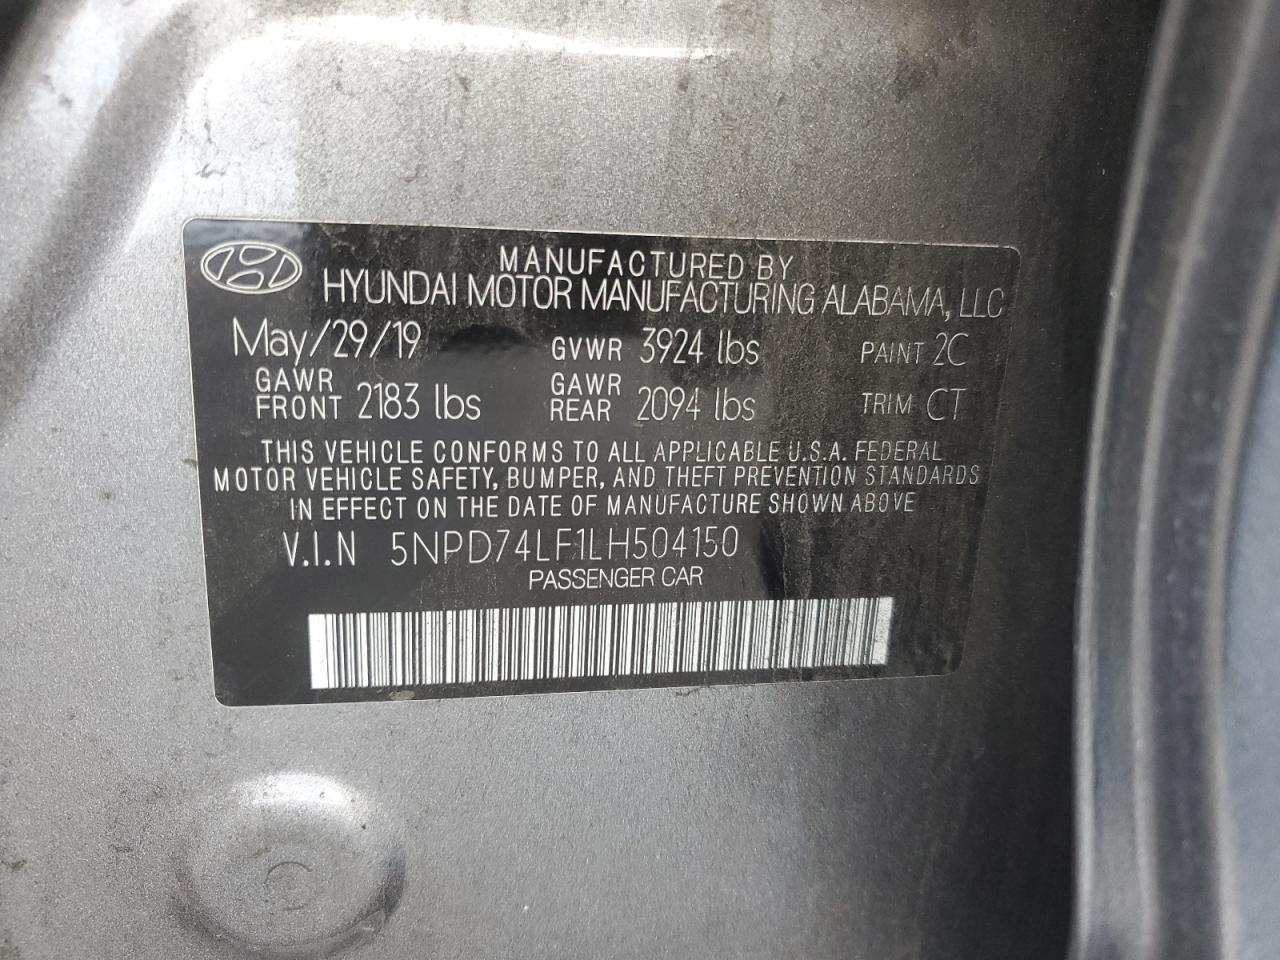 MANUFACTURED BY
HYUNDAI MOTOR MANUFACTURING ALABAMA, LLC
May/29/19 GVWR 3924 lbs PAINT 2C
GAWR FRONT 2183 lbs GAWR REAR 2094 lbs TRIM CT
THIS VEHICLE CONFORMS TO ALL APPLICABLE U.S.A. FEDERAL
MOTOR VEHICLE SAFETY, BUMPER, AND THEFT PREVENTION STANDARDS
IN EFFECT ON THE DATE OF MANUFACTURE SHOWN ABOVE
V.I.N 5NPD74LF1LH504150
PASSENGER CAR